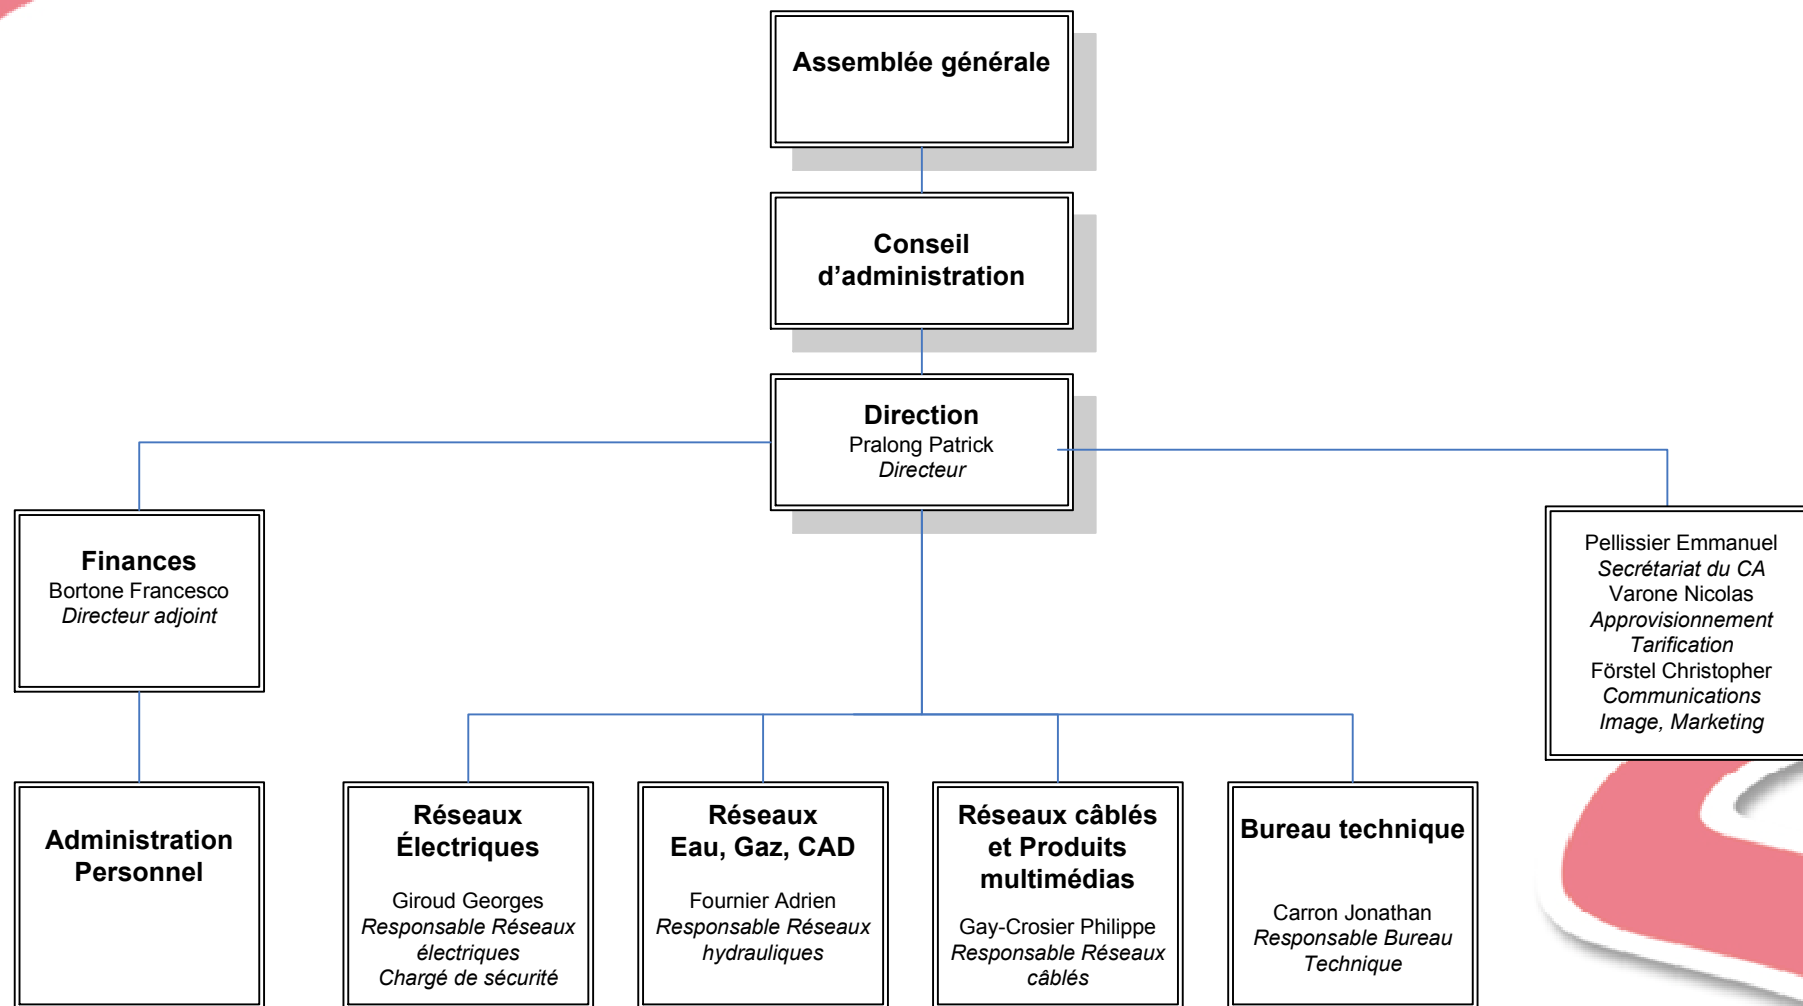 Assemblée générale
Conseil
d’administration
Direction
Pralong Patrick
Directeur
Finances
Bortone Francesco
Directeur adjoint
Pellissier Emmanuel
Secrétariat du CA
Varone Nicolas
Approvisionnement
Tarification
Förstel Christopher
Communications
Image, Marketing
Administration
Personnel
Réseaux
Électriques
Giroud Georges
Responsable Réseaux
électriques
Chargé de sécurité
Réseaux
Eau, Gaz, CAD
Fournier Adrien
Responsable Réseaux
hydrauliques
Réseaux câblés
et Produits
multimédias
Gay-Crosier Philippe
Responsable Réseaux
câblés
Bureau technique
Carron Jonathan
Responsable Bureau
Technique